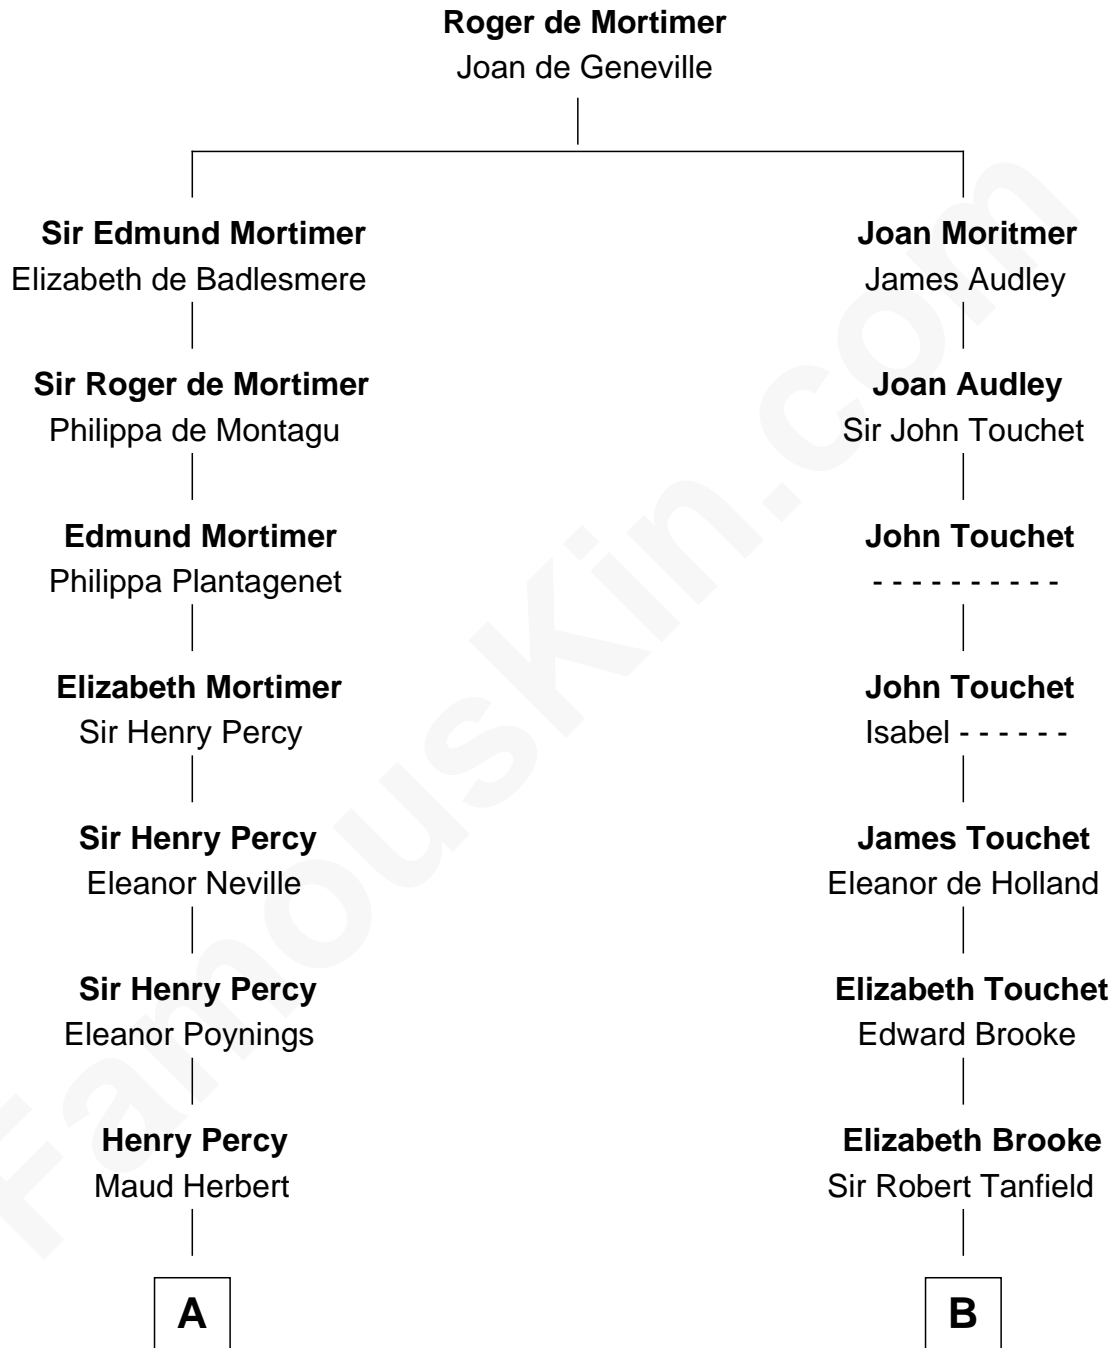 Roger de Mortimer
Joan de Geneville
Sir Edmund Mortimer
Elizabeth de Badlesmere
Joan Moritmer
James Audley
Sir Roger de Mortimer
Philippa de Montagu
Joan Audley
Sir John Touchet
Edmund Mortimer
Philippa Plantagenet
John Touchet
- - - - - - - - - -
Elizabeth Mortimer
Sir Henry Percy
John Touchet
Isabel - - - - - -
Sir Henry Percy
Eleanor Neville
James Touchet
Eleanor de Holland
Sir Henry Percy
Eleanor Poynings
Elizabeth Touchet
Edward Brooke
Henry Percy
Maud Herbert
Elizabeth Brooke
Sir Robert Tanfield
A
B
FamousKin.com